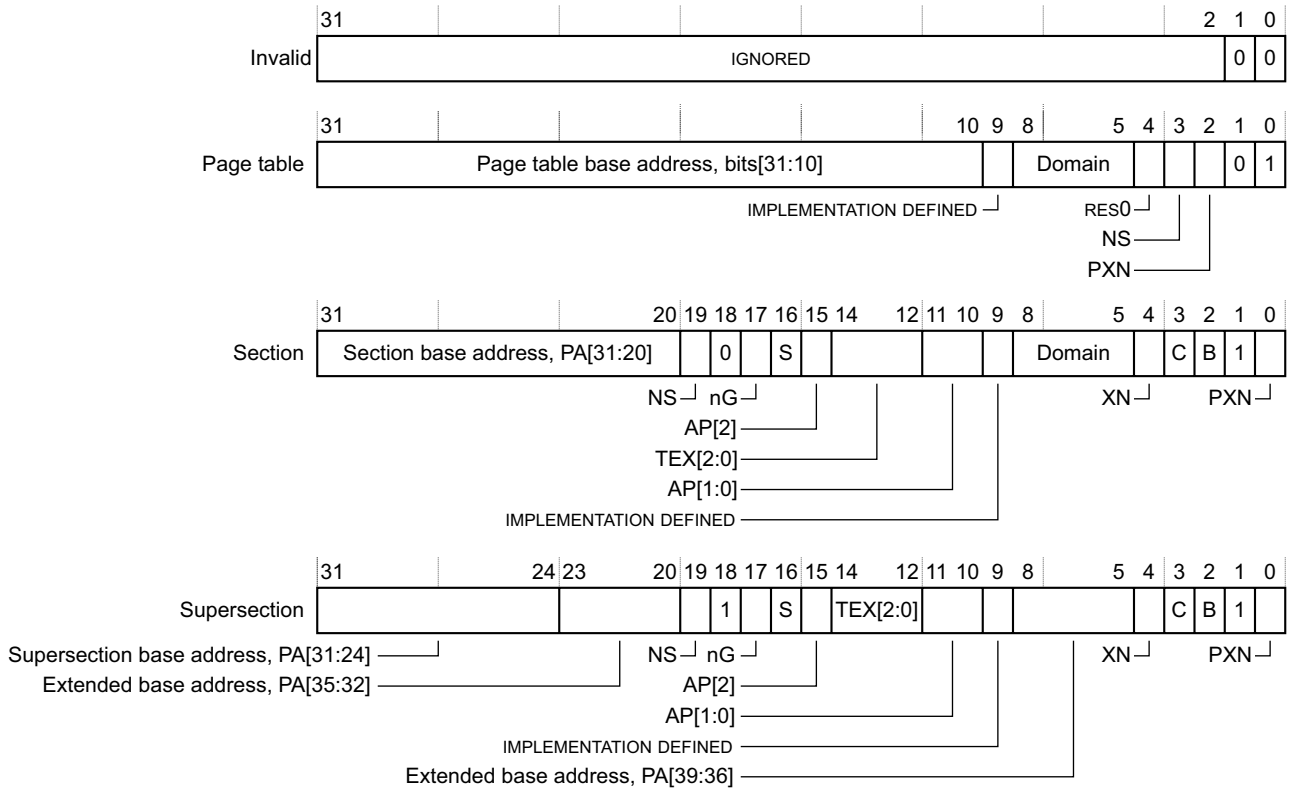 31 2 1 0
Invalid IGNORED 0 0
31 10 9 8 5 4 3 2 1 0
Page table Page table base address, bits[31:10] Domain 0 1
IMPLEMENTATION DEFINED RES0
NS
PXN
31 20 19 18 17 16 15 14 12 11 10 9 8 5 4 3 2 1 0
Section Section base address, PA[31:20] 0 S Domain C B 1
NS nG XN PXN
AP[2]
TEX[2:0]
AP[1:0]
IMPLEMENTATION DEFINED
31 24 23 20 19 18 17 16 15 14 12 11 10 9 8 5 4 3 2 1 0
Supersection 1 S TEX[2:0] C B 1
Supersection base address, PA[31:24] NS nG XN PXN
Extended base address, PA[35:32] AP[2]
AP[1:0]
IMPLEMENTATION DEFINED
Extended base address, PA[39:36]